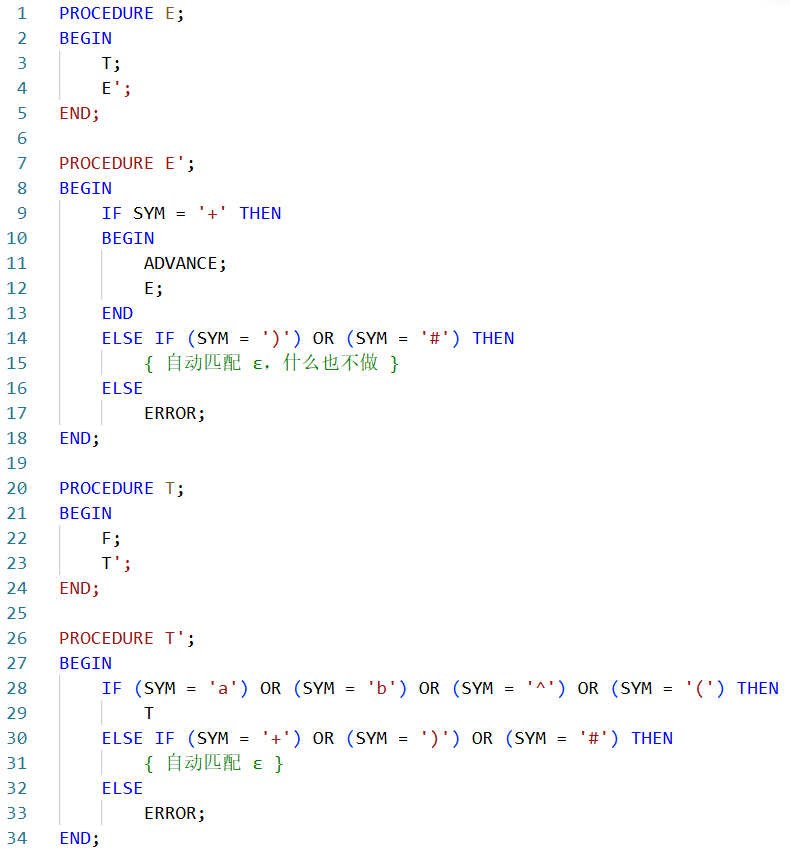 1 PROCEDURE E;
2 BEGIN
3     T;
4     E';
5 END;
6
7 PROCEDURE E';
8 BEGIN
9     IF SYM = '+' THEN
10     BEGIN
11         ADVANCE;
12         E;
13     END
14     ELSE IF (SYM = ')') OR (SYM = '#') THEN
15         { 自动匹配 ε，什么也不做 }
16     ELSE
17         ERROR;
18 END;
19
20 PROCEDURE T;
21 BEGIN
22     F;
23     T';
24 END;
25
26 PROCEDURE T';
27 BEGIN
28     IF (SYM = 'a') OR (SYM = 'b') OR (SYM = '^') OR (SYM = '(') THEN
29         T
30     ELSE IF (SYM = '+') OR (SYM = ')') OR (SYM = '#') THEN
31         { 自动匹配 ε }
32     ELSE
33         ERROR;
34 END;